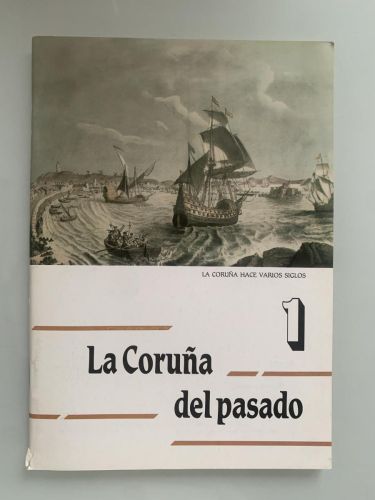 LA CORUÑA HACE VARIOS SIGLOS
1
La Coruña
del pasado